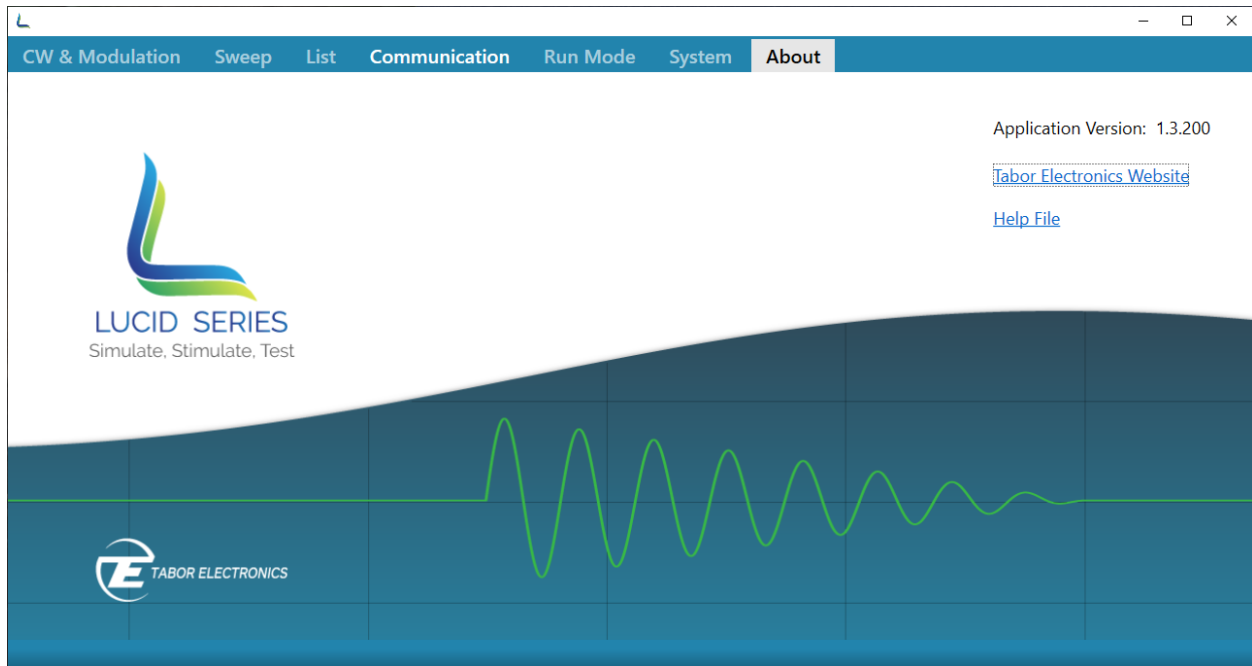 CW & Modulation Sweep List Communication Run Mode System About
Application Version: 1.3.200
Tabor Electronics Website
Help File
LUCID SERIES
Simulate, Stimulate, Test
TE TABOR ELECTRONICS